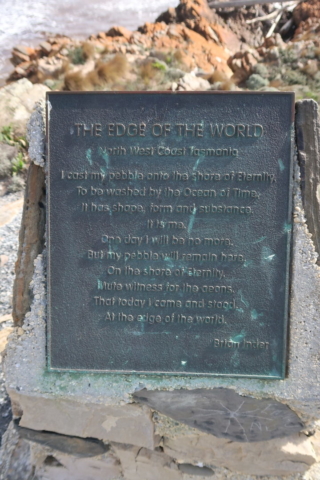 THE EDGE OF THE WORLD
North West Coast Tasmania
I cast my pebble onto the shore of Eternity.
To be washed by the Ocean of Time.
It has shape, form and substance.
It is me.
One day I will be no more.
But my pebble will remain here.
On the shore of Eternity.
Mute witness for the aeons.
That today I came and stood
At the edge of the world.
Brian Inder